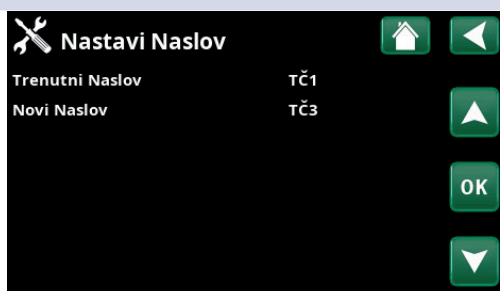 Nastavi Naslov
Trenutni Naslov TČ1
Novi Naslov TČ3
OK